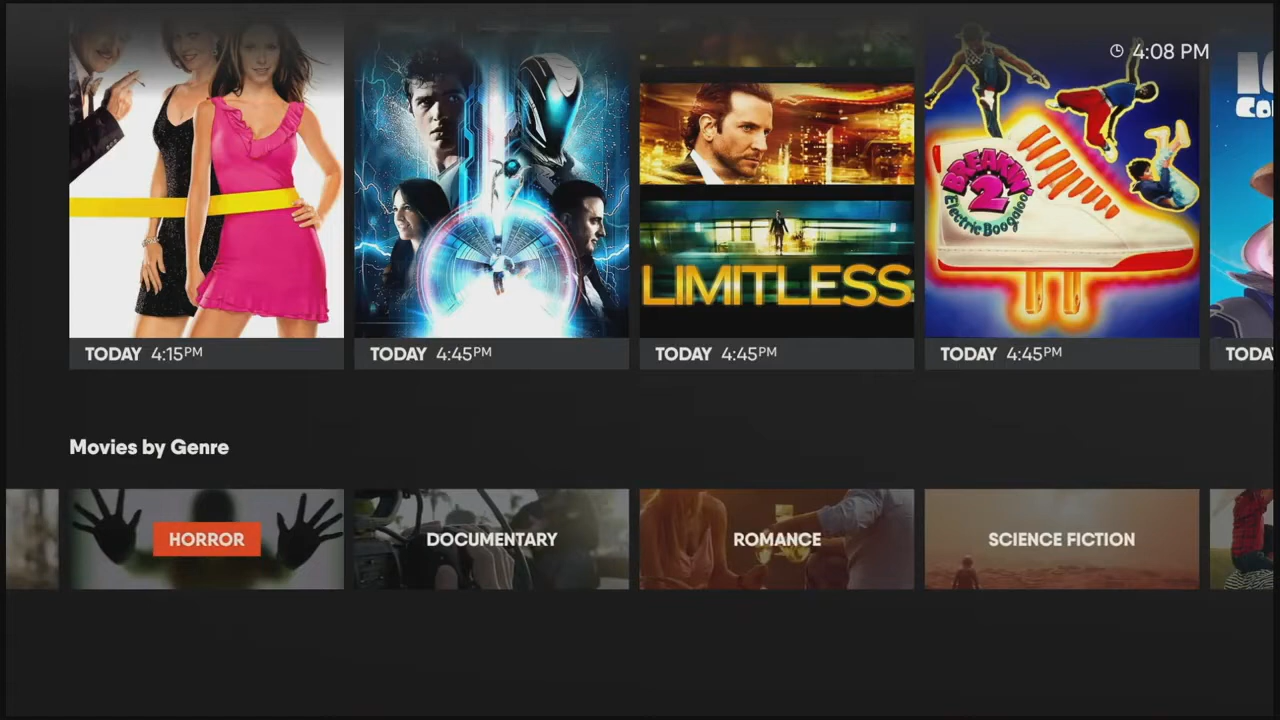 4:08 PM
BREAKIN'
2
Electric Boogaloo
LIMITLESS
TODAY 4:15PM
TODAY 4:45PM
TODAY 4:45PM
TODAY 4:45PM
TODA
Movies by Genre
HORROR
DOCUMENTARY
ROMANCE
SCIENCE FICTION